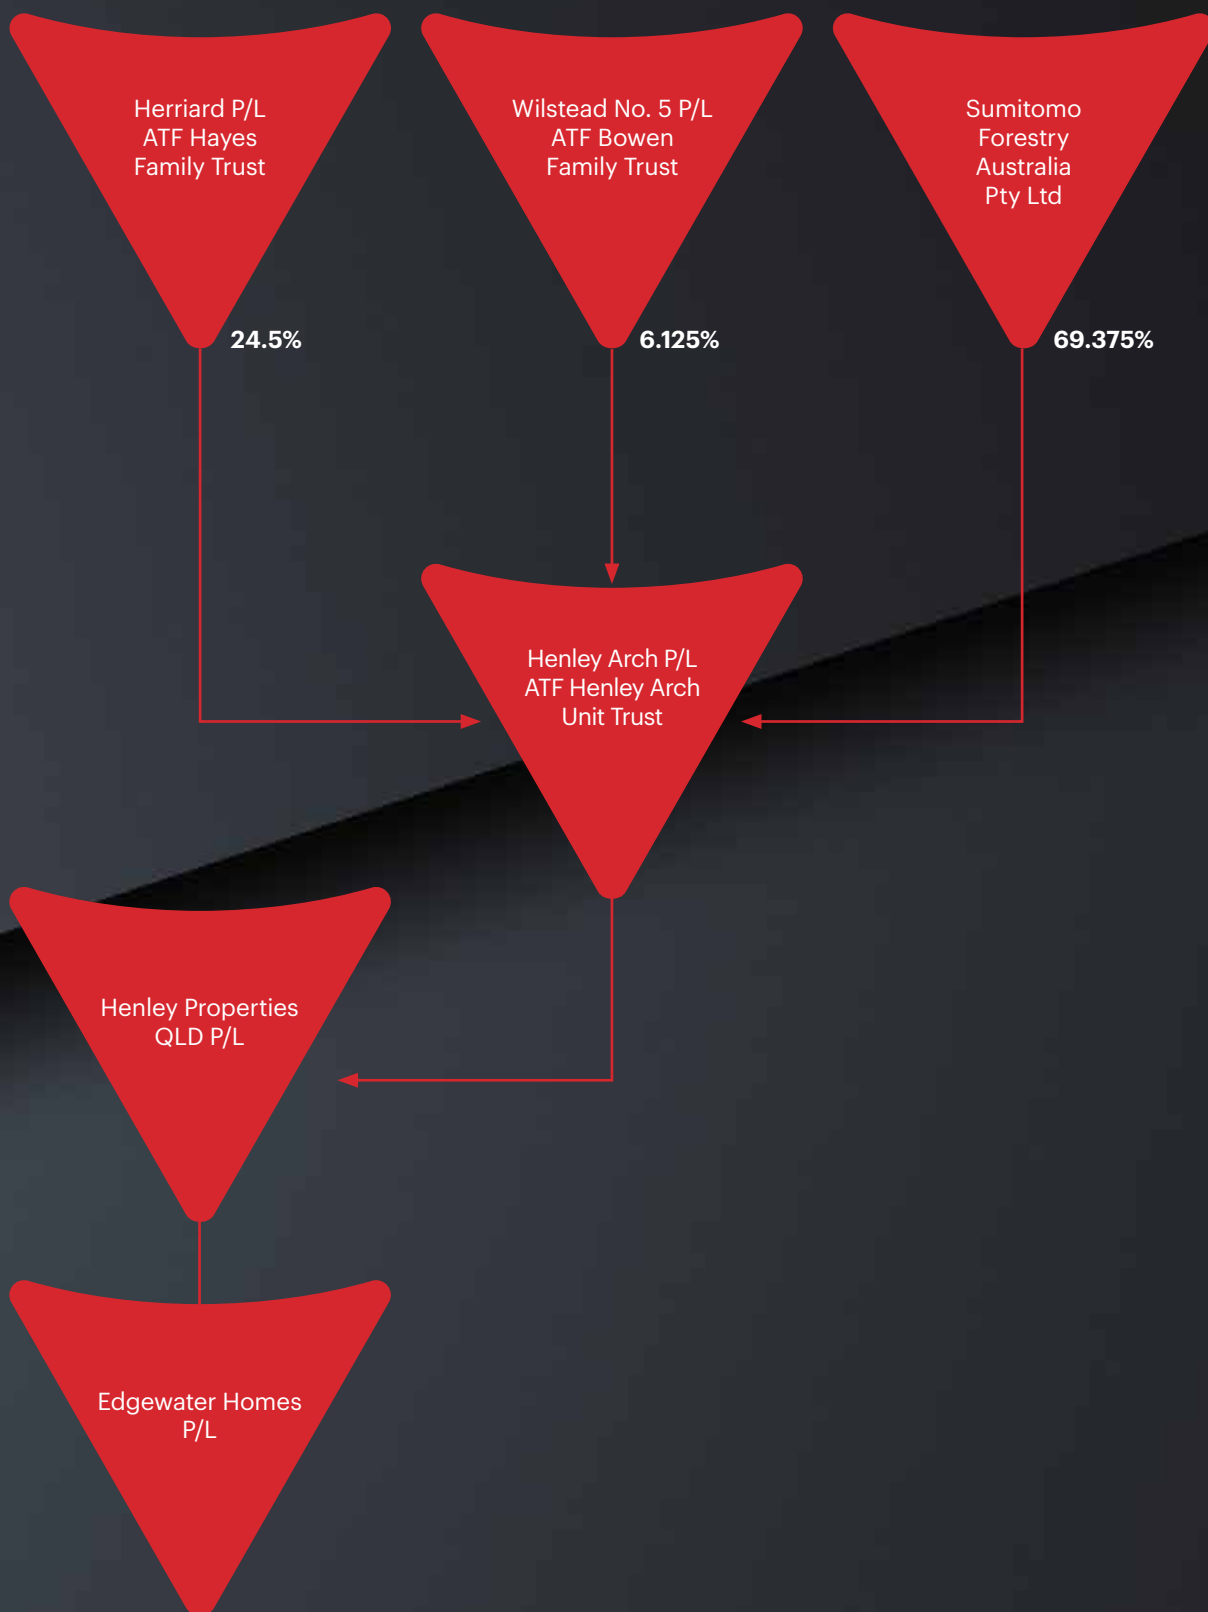 Herriard P/L
ATF Hayes
Family Trust
24.5%
Wilstead No. 5 P/L
ATF Bowen
Family Trust
6.125%
Sumitomo
Forestry
Australia
Pty Ltd
69.375%
Henley Arch P/L
ATF Henley Arch
Unit Trust
Henley Properties
QLD P/L
Edgewater Homes
P/L